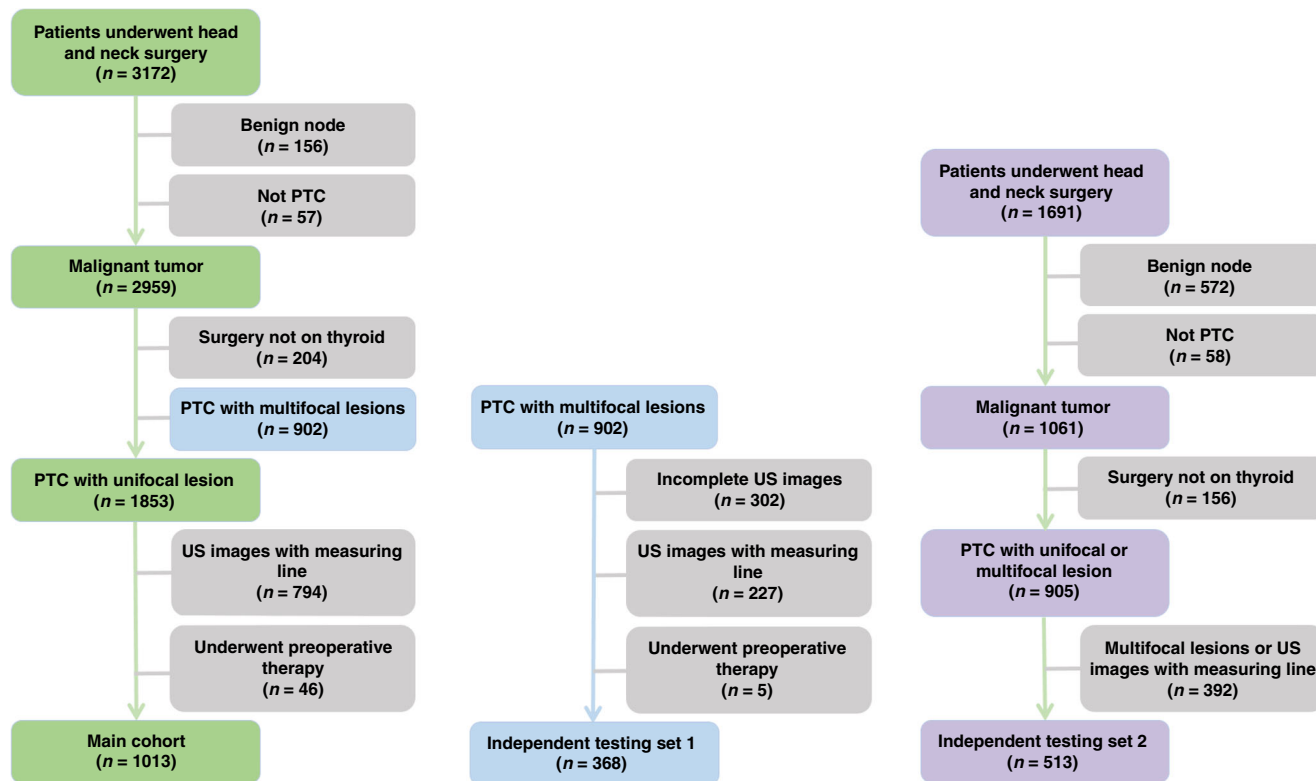 Patients underwent head
and neck surgery
(n = 3172)
Benign node
(n = 156)
Not PTC
(n = 57)
Malignant tumor
(n = 2959)
Surgery not on thyroid
(n = 204)
PTC with multifocal lesions
(n = 902)
PTC with unifocal lesion
(n = 1853)
US images with measuring
line
(n = 794)
Underwent preoperative
therapy
(n = 46)
Main cohort
(n = 1013)
PTC with multifocal lesions
(n = 902)
Incomplete US images
(n = 302)
US images with measuring
line
(n = 227)
Underwent preoperative
therapy
(n = 5)
Independent testing set 1
(n = 368)
Patients underwent head
and neck surgery
(n = 1691)
Benign node
(n = 572)
Not PTC
(n = 58)
Malignant tumor
(n = 1061)
Surgery not on thyroid
(n = 156)
PTC with unifocal or
multifocal lesion
(n = 905)
Multifocal lesions or US
images with measuring line
(n = 392)
Independent testing set 2
(n = 513)